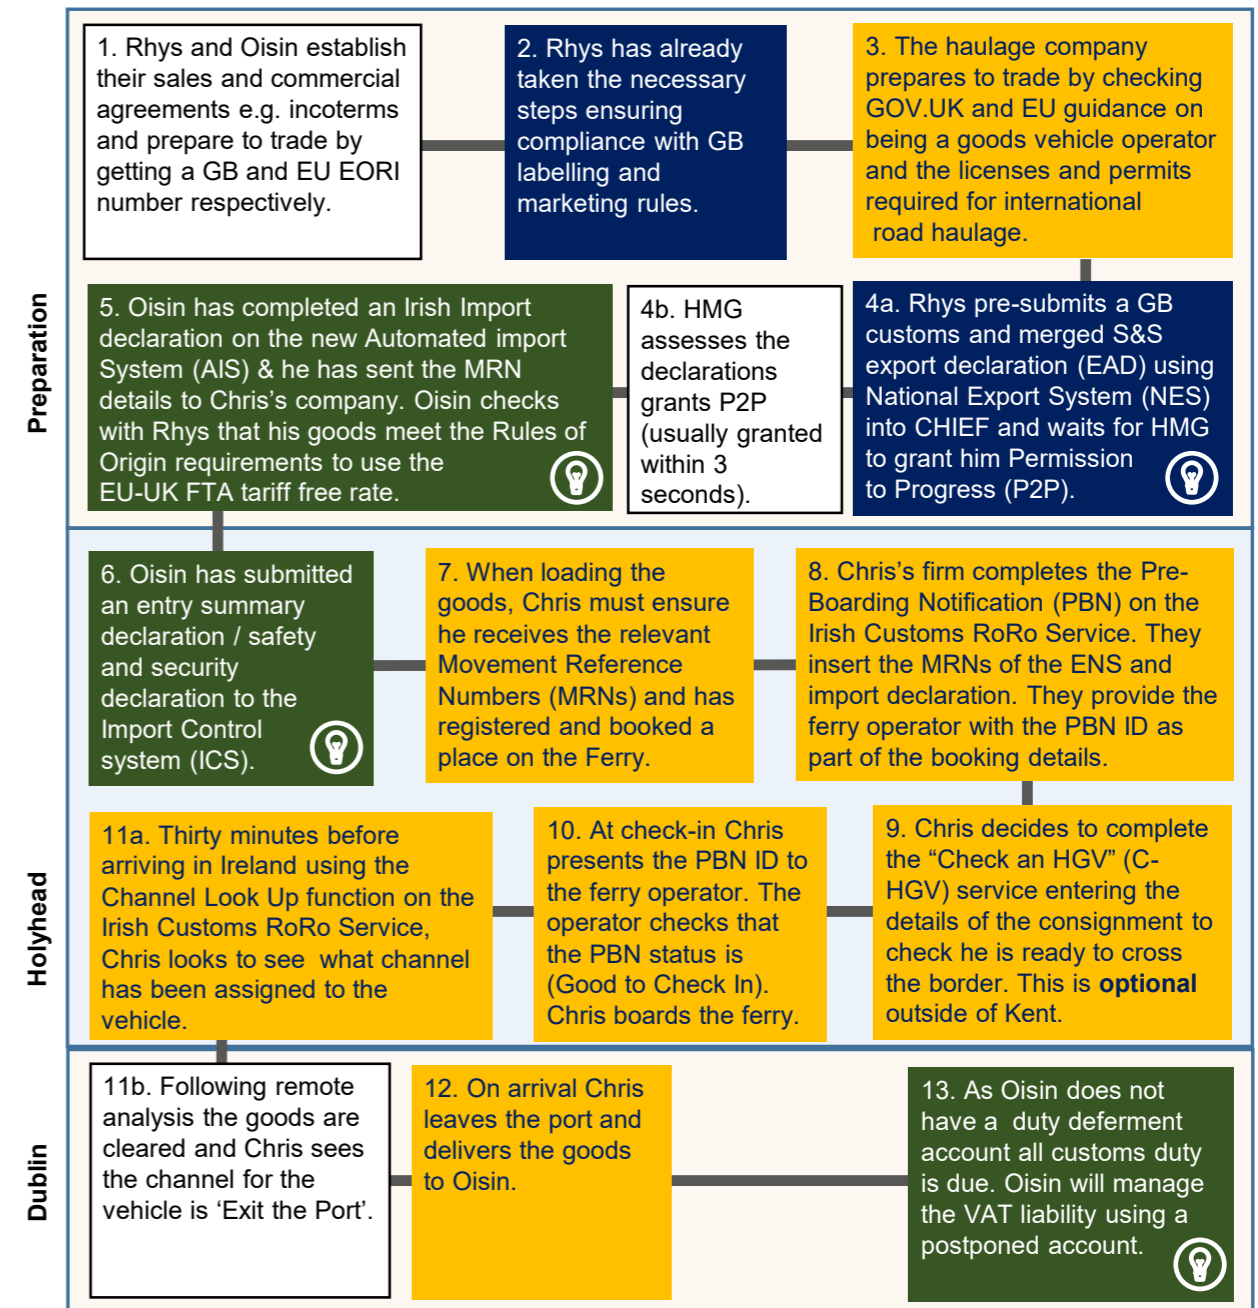 Preparation
1. Rhys and Oisin establish
their sales and commercial
agreements e.g. incoterms
and prepare to trade by
getting a GB and EU EORI
number respectively.
2. Rhys has already
taken the necessary
steps ensuring
compliance with GB
labelling and
marketing rules.
3. The haulage company
prepares to trade by checking
GOV.UK and EU guidance on
being a goods vehicle operator
and the licenses and permits
required for international
road haulage.
4a. Rhys pre-submits a GB
customs and merged S&S
export declaration (EAD) using
National Export System (NES)
into CHIEF and waits for HMG
to grant him Permission
to Progress (P2P).
4b. HMG
assesses the
declarations
grants P2P
(usually granted
within 3
seconds).
5. Oisin has completed an Irish Import
declaration on the new Automated import
System (AIS) & he has sent the MRN
details to Chris's company. Oisin checks
with Rhys that his goods meet the Rules of
Origin requirements to use the
EU-UK FTA tariff free rate.
Holyhead
6. Oisin has submitted
an entry summary
declaration / safety
and security
declaration to the
Import Control
system (ICS).
7. When loading the
goods, Chris must ensure
he receives the relevant
Movement Reference
Numbers (MRNs) and has
registered and booked a
place on the Ferry.
8. Chris's firm completes the Pre-
Boarding Notification (PBN) on the
Irish Customs RoRo Service. They
insert the MRNs of the ENS and
import declaration. They provide the
ferry operator with the PBN ID as
part of the booking details.
9. Chris decides to complete
the “Check an HGV” (C-
HGV) service entering the
details of the consignment to
check he is ready to cross
the border. This is optional
outside of Kent.
10. At check-in Chris
presents the PBN ID to
the ferry operator. The
operator checks that
the PBN status is
(Good to Check In).
Chris boards the ferry.
11a. Thirty minutes before
arriving in Ireland using the
Channel Look Up function on the
Irish Customs RoRo Service,
Chris looks to see what channel
has been assigned to the
vehicle.
Dublin
11b. Following remote
analysis the goods are
cleared and Chris sees
the channel for the
vehicle is ‘Exit the Port’.
12. On arrival Chris
leaves the port and
delivers the goods
to Oisin.
13. As Oisin does not
have a duty deferment
account all customs duty
is due. Oisin will manage
the VAT liability using a
postponed account.